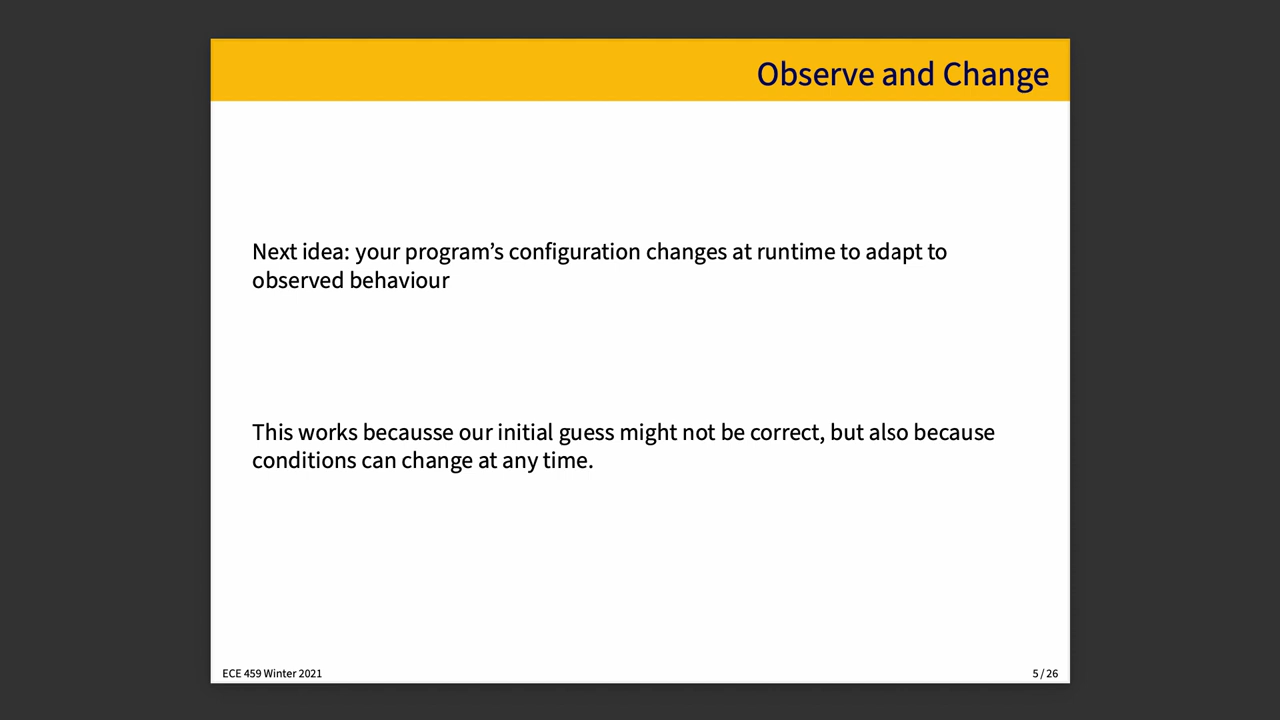 Observe and Change
Next idea: your program’s configuration changes at runtime to adapt to
observed behaviour
This works becausse our initial guess might not be correct, but also because
conditions can change at any time.
ECE 459 Winter 2021
5 / 26